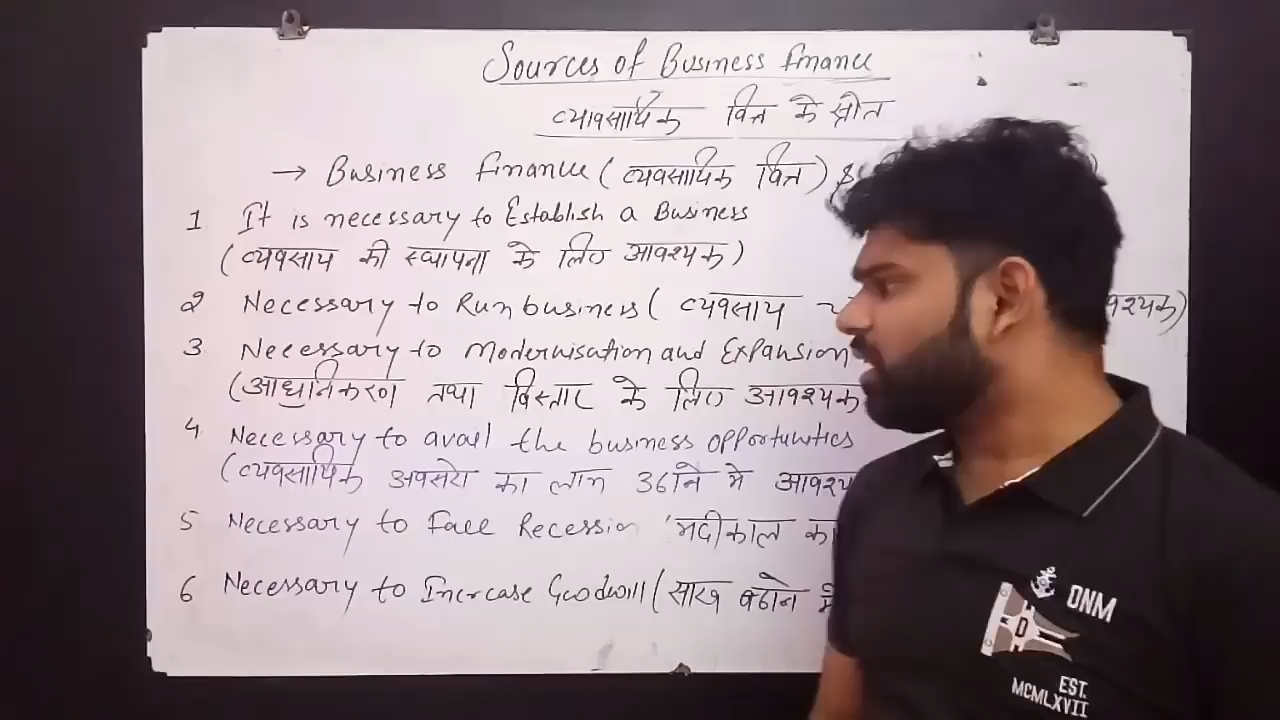 Sources of Business finance
व्यावसायिक वित्त के स्रोत
→ Business finance (व्यवसायिक वित्त)
1 It is necessary to Establish a Business
(व्यवसाय की स्थापना के लिए आवश्यक)
2 Necessary to Run business ( व्यवसाय
3 Necessary to Modernisation and Expansion
(आधुनिकरण तथा विस्तार के लिए आवश्यक
4 Necessary to avail the business opportunities
(व्यवसायिक अवसरो का लाभ उठाने मे आवश्य
5 Necessary to Face Recession मंदीकाल का
6 Necessary to Increase Goodwill ( साख बढाने मे
DNM
D
EST.
MCMLXVII